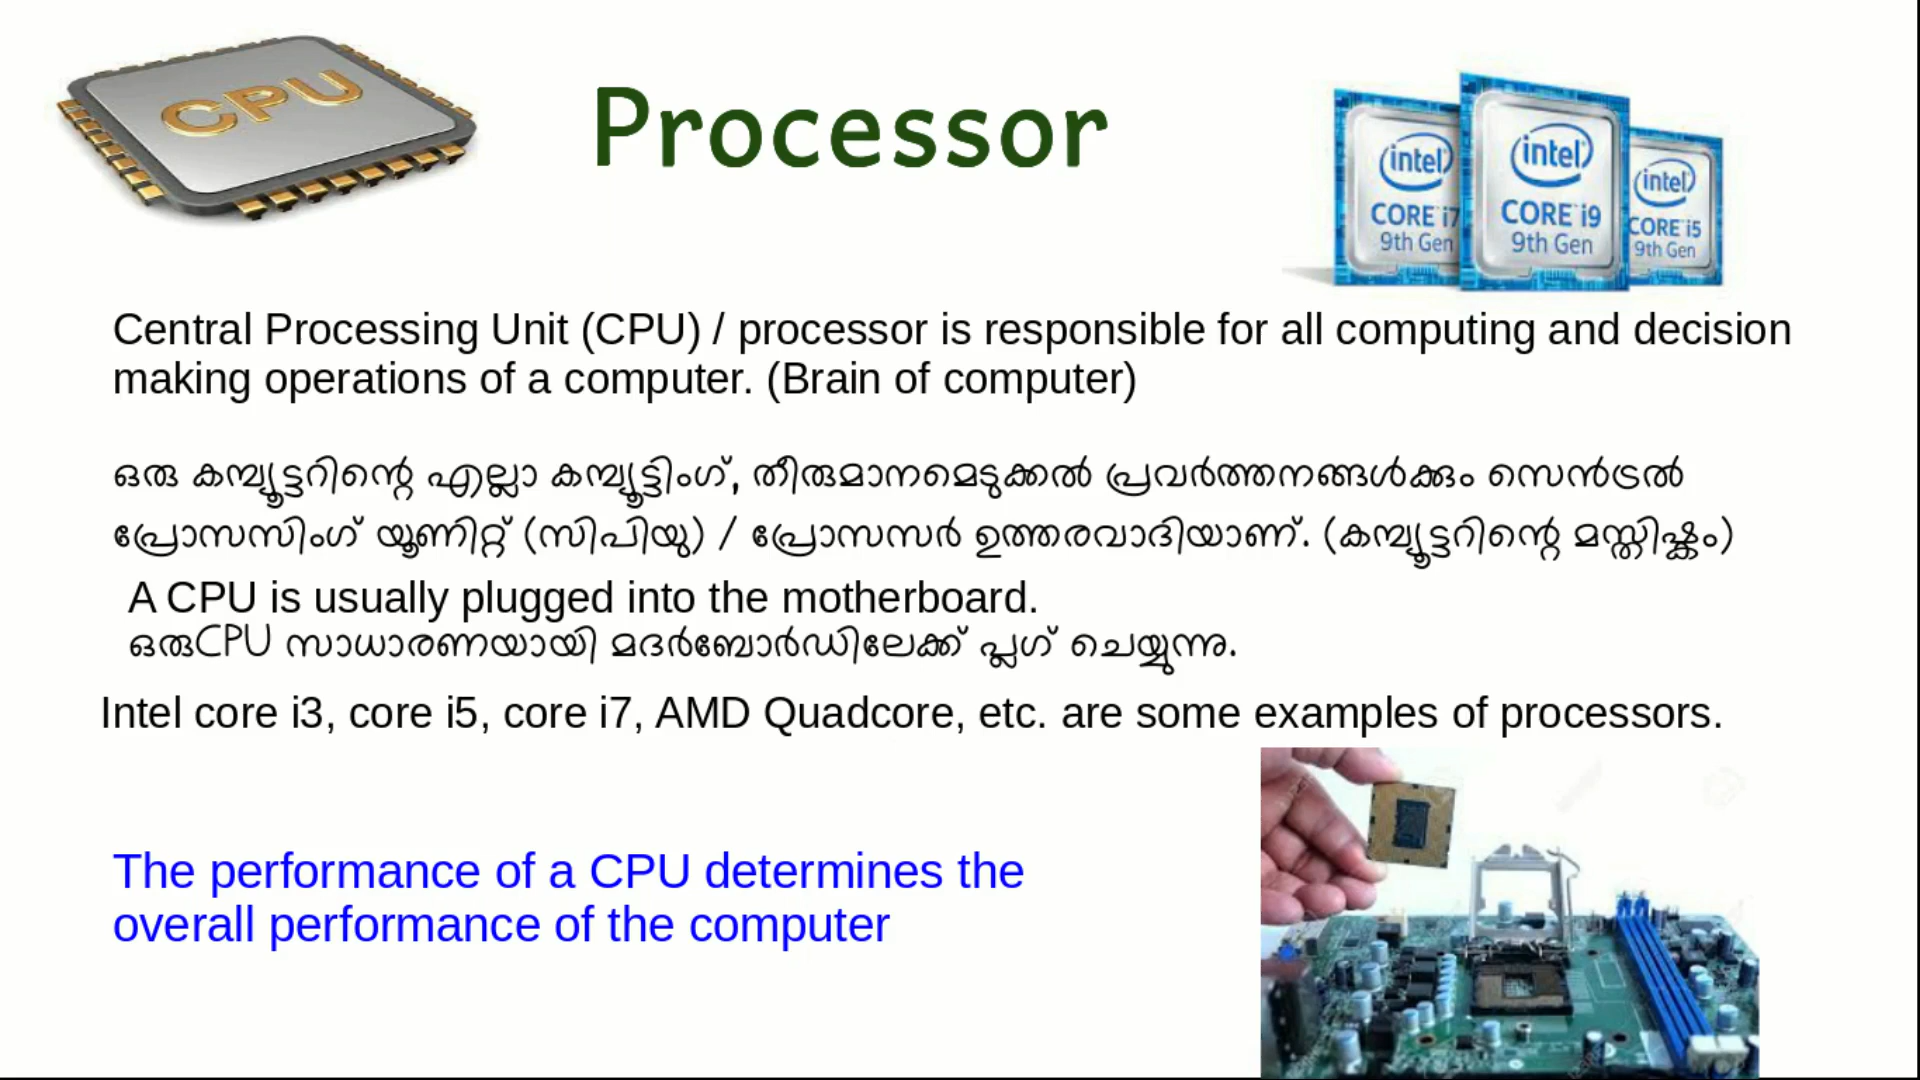 CPU
Processor
intel
CORE i7
9th Gen
intel
CORE i9
9th Gen
intel
CORE i5
9th Gen
Central Processing Unit (CPU) / processor is responsible for all computing and decision
making operations of a computer. (Brain of computer)
ഒരു കമ്പ്യൂട്ടറിന്റെ എല്ലാ കമ്പ്യൂട്ടിംഗ്, തീരുമാനമെടുക്കൽ പ്രവർത്തനങ്ങൾക്കും സെൻട്രൽ
പ്രോസസിംഗ് യൂണിറ്റ് (സിപിയു) / പ്രോസസർ ഉത്തരവാദിയാണ്. (കമ്പ്യൂട്ടറിന്റെ മസ്തിഷ്കം)
A CPU is usually plugged into the motherboard.
ഒരുCPU സാധാരണയായി മദർബോർഡിലേക്ക് പ്ലഗ് ചെയ്യുന്നു.
Intel core i3, core i5, core i7, AMD Quadcore, etc. are some examples of processors.
The performance of a CPU determines the
overall performance of the computer